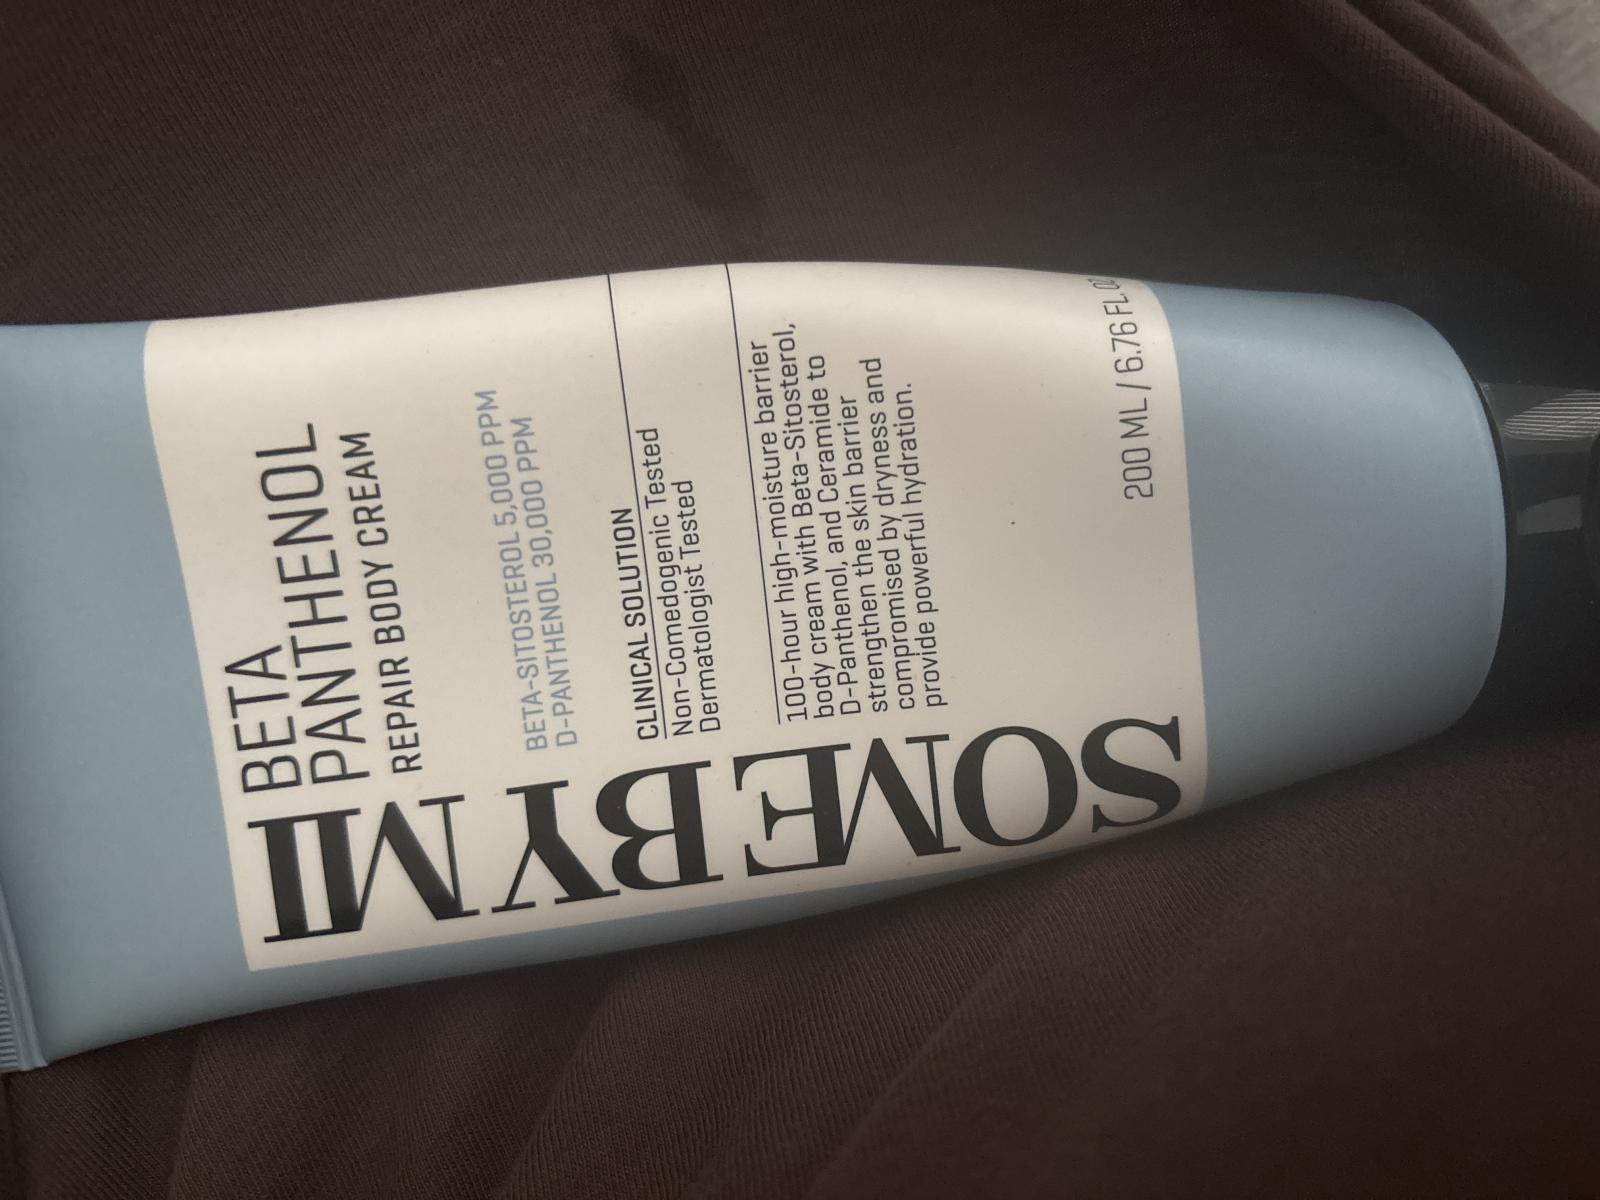 BETA
PANTHENOL
REPAIR BODY CREAM
BETA-SITOSTEROL 5,000 PPM
D-PANTHENOL 30,000 PPM
CLINICAL SOLUTION
Non-Comedogenic Tested
Dermatologist Tested
100-hour high-moisture barrier
body cream with Beta-Sitosterol,
D-Panthenol, and Ceramide to
strengthen the skin barrier
compromised by dryness and
provide powerful hydration.
200 ML / 6.76 FL OZ
SOME BY MI